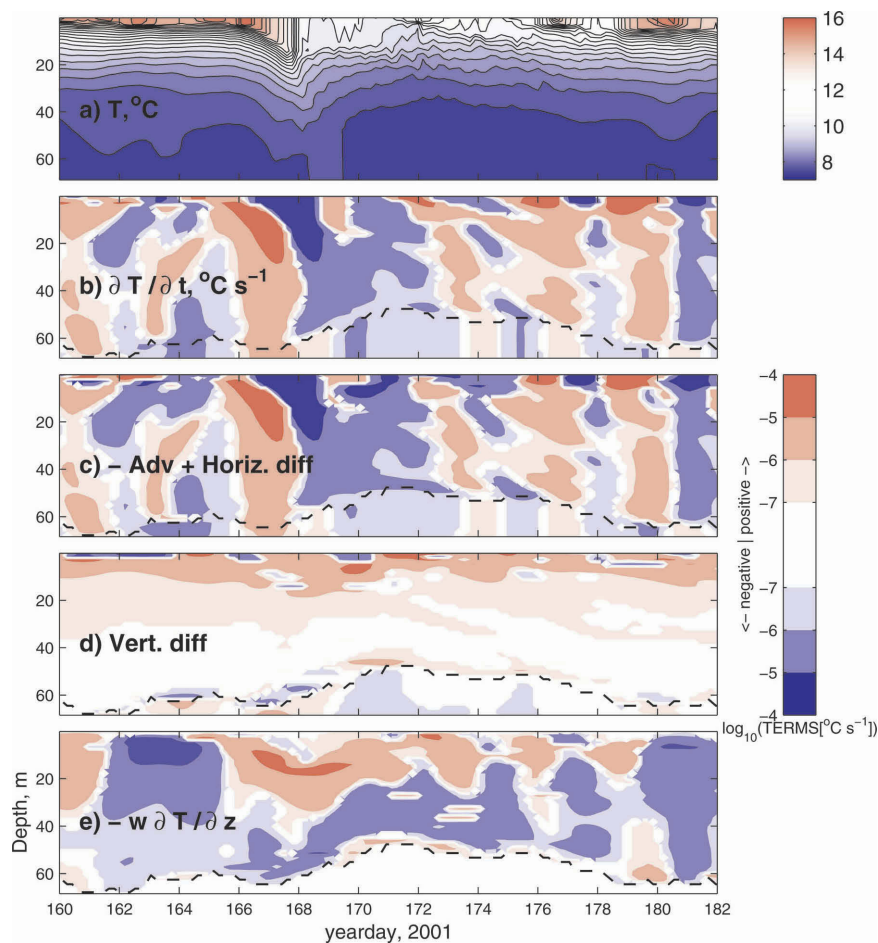 16
14
12
10
8
20
40
60
a) T,°C
20
40
60
b) ∂ T / ∂ t, °C s⁻¹
20
40
60
c) – Adv + Horiz. diff
20
40
60
d) Vert. diff
−4
−5
−6
−7
−7
−6
−5
−4
<− negative | positive −>
log₁₀(TERMS[°C s⁻¹])
20
40
60
e) – w ∂ T / ∂ z
Depth, m
160 162 164 166 168 170 172 174 176 178 180 182
yearday, 2001